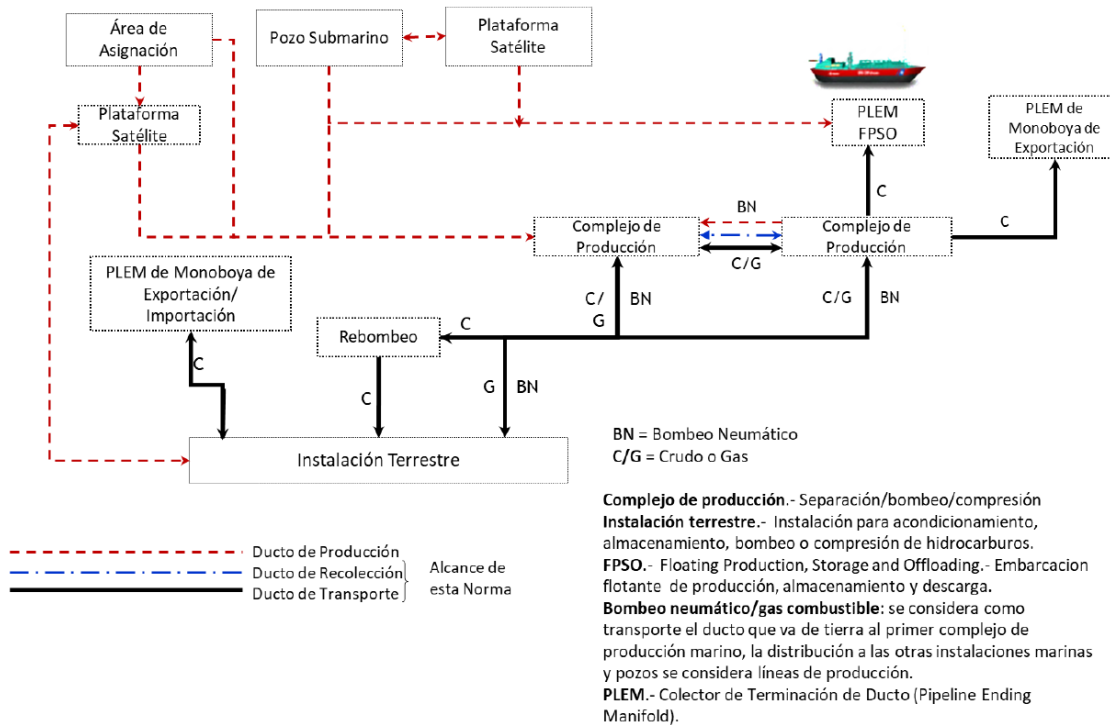 Área de
Asignación
Pozo Submarino
Plataforma
Satélite
Plataforma
Satélite
PLEM
FPSO
PLEM de
Monoboya de
Exportación
C
BN
Complejo de
Producción
Complejo de
Producción
C
C/G
PLEM de Monoboya de
Exportación/
Importación
C/
G
BN
C/G
BN
Rebombeo
C
C
C
G
BN
Instalación Terrestre
BN = Bombeo Neumático
C/G = Crudo o Gas
Complejo de producción.- Separación/bombeo/compresión
Instalación terrestre.- Instalación para acondicionamiento,
almacenamiento, bombeo o compresión de hidrocarburos.
FPSO.- Floating Production, Storage and Offloading.- Embarcacion
flotante de producción, almacenamiento y descarga.
Bombeo neumático/gas combustible: se considera como
transporte el ducto que va de tierra al primer complejo de
producción marino, la distribución a las otras instalaciones marinas
y pozos se considera líneas de producción.
PLEM.- Colector de Terminación de Ducto (Pipeline Ending
Manifold).
Ducto de Producción
Ducto de Recolección
Ducto de Transporte
Alcance de
esta Norma